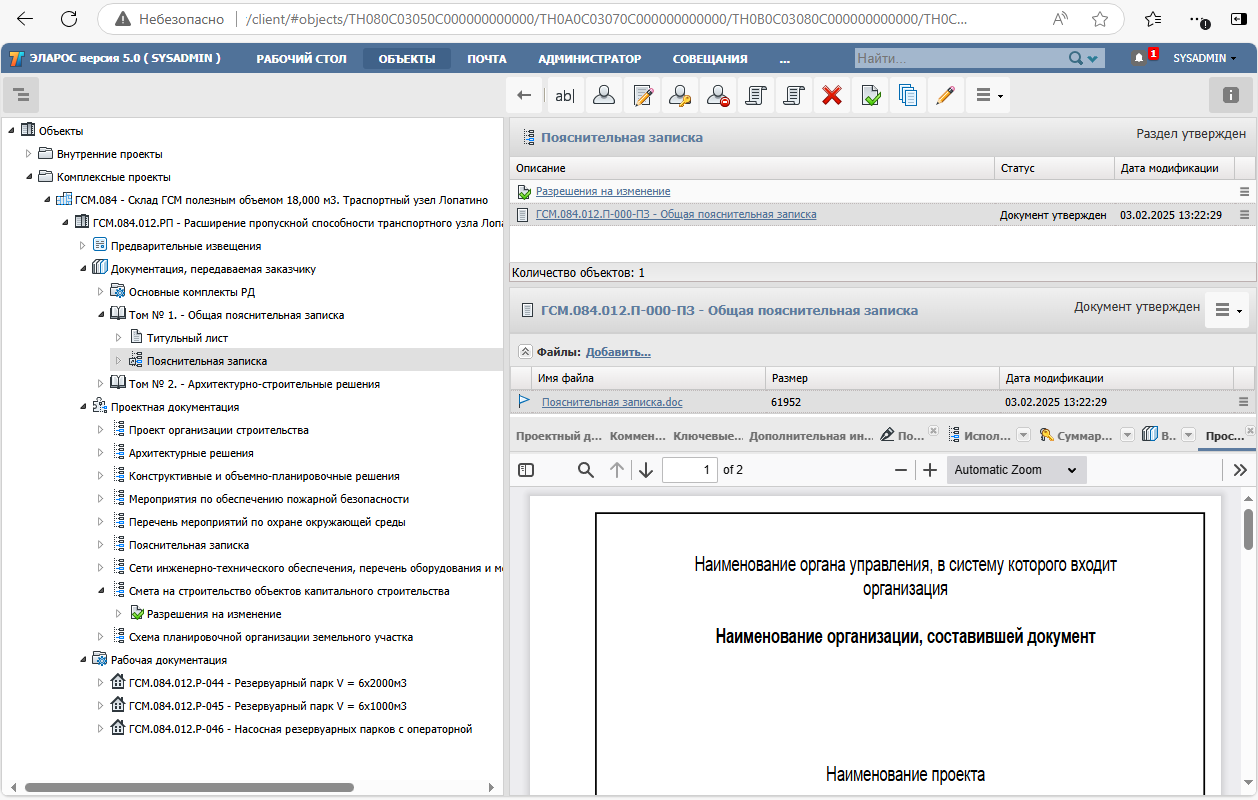 Небезопасно
/client/#objects/TH080C03050C000000000000/TH0A0C03070C000000000000/TH0B0C03080C000000000000/TH0C...
ЭЛАРОС версия 5.0 ( SYSADMIN )
РАБОЧИЙ СТОЛ
ОБЪЕКТЫ
ПОЧТА
АДМИНИСТРАТОР
СОВЕЩАНИЯ
...
Найти...
1
SYSADMIN
ab|
Объекты
Внутренние проекты
Комплексные проекты
ГСМ.084 - Склад ГСМ полезным объемом 18,000 м3. Траспортный узел Лопатино
ГСМ.084.012.РП - Расширение пропускной способности транспортного узла Лопа
Предварительные извещения
Документация, передаваемая заказчику
Основные комплекты РД
Том № 1. - Общая пояснительная записка
Титульный лист
Пояснительная записка
Том № 2. - Архитектурно-строительные решения
Проектная документация
Проект организации строительства
Архитектурные решения
Конструктивные и объемно-планировочные решения
Мероприятия по обеспечению пожарной безопасности
Перечень мероприятий по охране окружающей среды
Пояснительная записка
Сети инженерно-технического обеспечения, перечень оборудования и ме
Смета на строительство объектов капитального строительства
Разрешения на изменение
Схема планировочной организации земельного участка
Рабочая документация
ГСМ.084.012.Р-044 - Резервуарный парк V = 6x2000м3
ГСМ.084.012.Р-045 - Резервуарный парк V = 6x1000м3
ГСМ.084.012.Р-046 - Насосная резервуарных парков с операторной
Пояснительная записка
Раздел утвержден
Описание Статус Дата модификации
Разрешения на изменение
ГСМ.084.012.П-000-ПЗ - Общая пояснительная записка Документ утвержден 03.02.2025 13:22:29
Количество объектов: 1
ГСМ.084.012.П-000-ПЗ - Общая пояснительная записка
Документ утвержден
Файлы: Добавить...
Имя файла Размер Дата модификации
Пояснительная записка.doc 61952 03.02.2025 13:22:29
Проектный д... Коммен... Ключевые... Дополнительная ин... По... Испол... Суммар... В.. Прос...
1 of 2
Automatic Zoom
Наименование органа управления, в систему которого входит
организация
Наименование организации, составившей документ
Наименование проекта